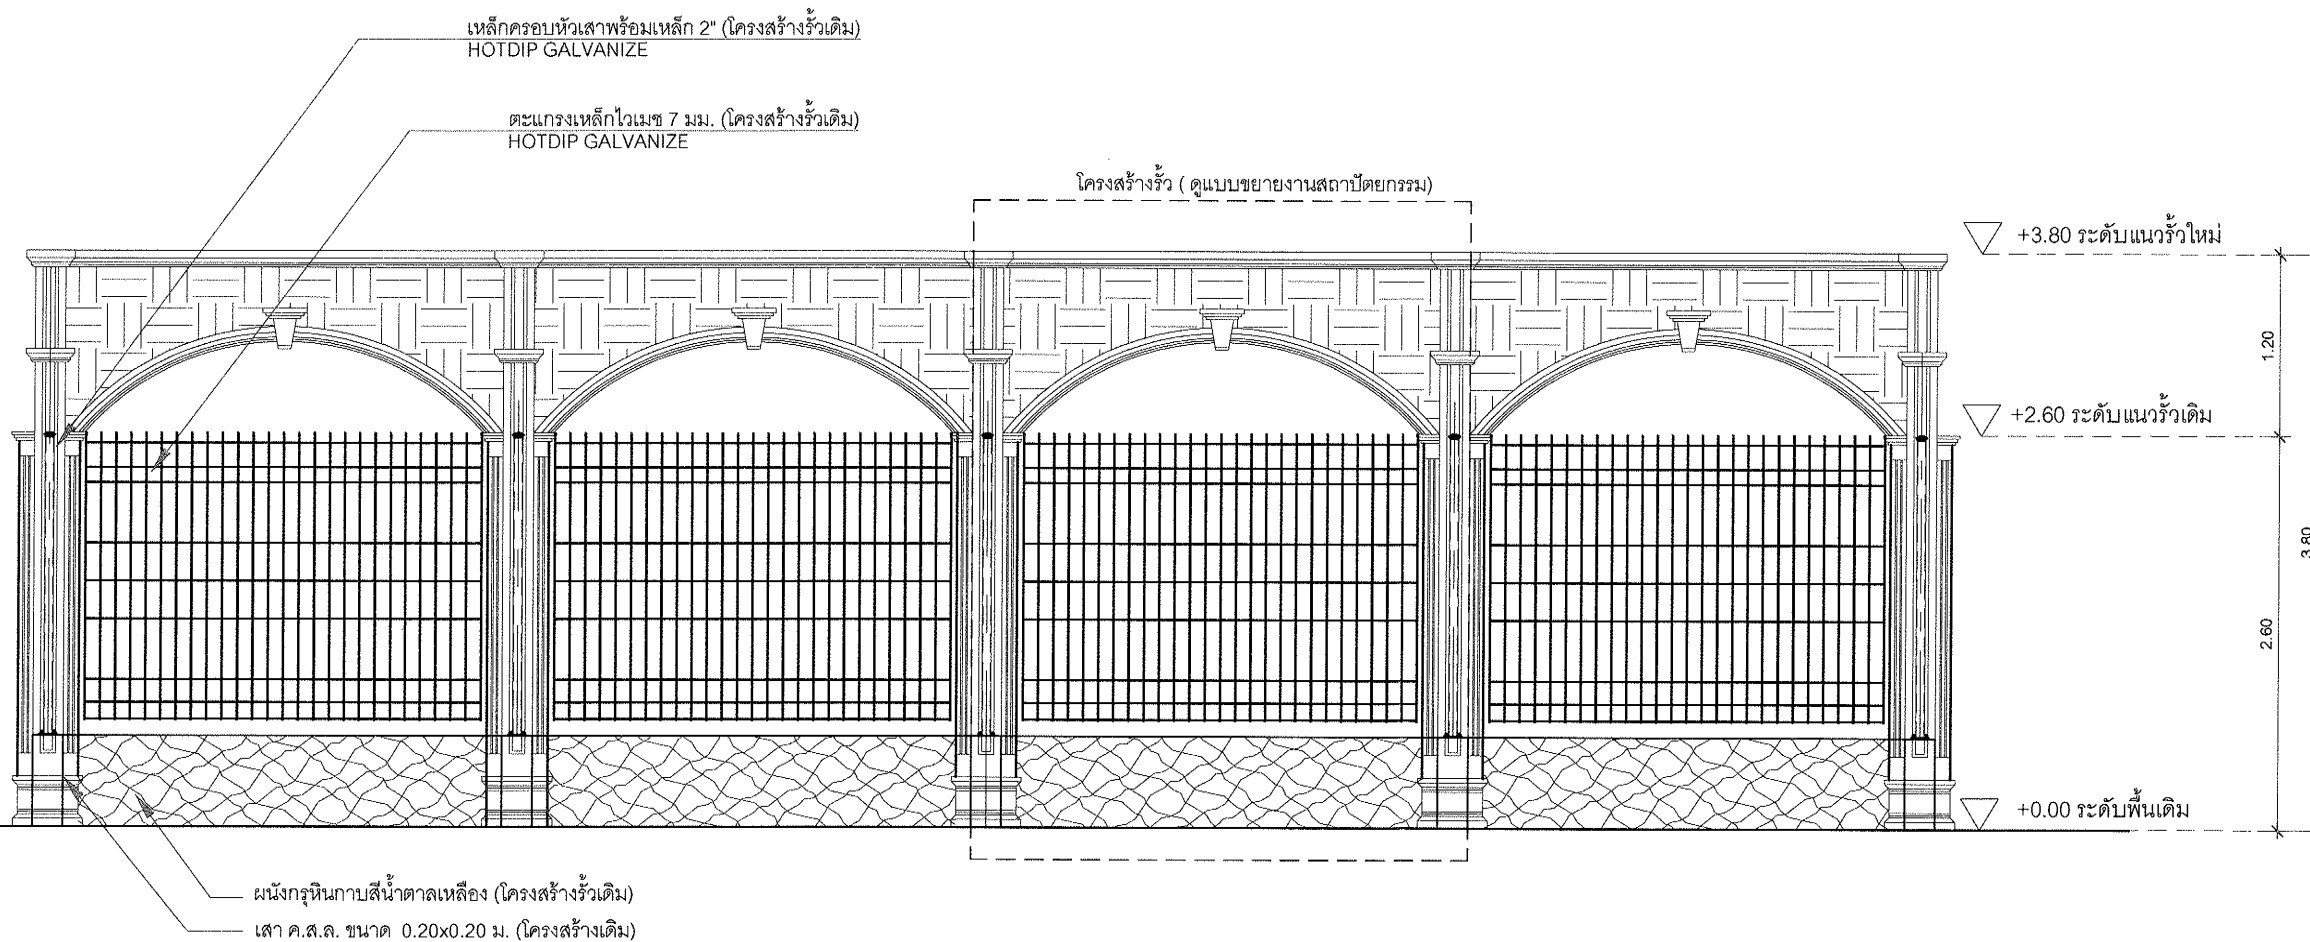 เหล็กครอบหัวเสาพร้อมเหล็ก 2" (โครงสร้างรั้วเดิม)
HOTDIP GALVANIZE
ตะแกรงเหล็กไวเมช 7 มม. (โครงสร้างรั้วเดิม)
HOTDIP GALVANIZE
โครงสร้างรั้ว ( ดูแบบขยายงานสถาปัตยกรรม)
+3.80 ระดับแนวรั้วใหม่
1.20
+2.60 ระดับแนวรั้วเดิม
3.80
2.60
+0.00 ระดับพื้นเดิม
ผนังกรุหินกาบสีน้ำตาลเหลือง (โครงสร้างรั้วเดิม)
เสา ค.ส.ล. ขนาด 0.20x0.20 ม. (โครงสร้างเดิม)